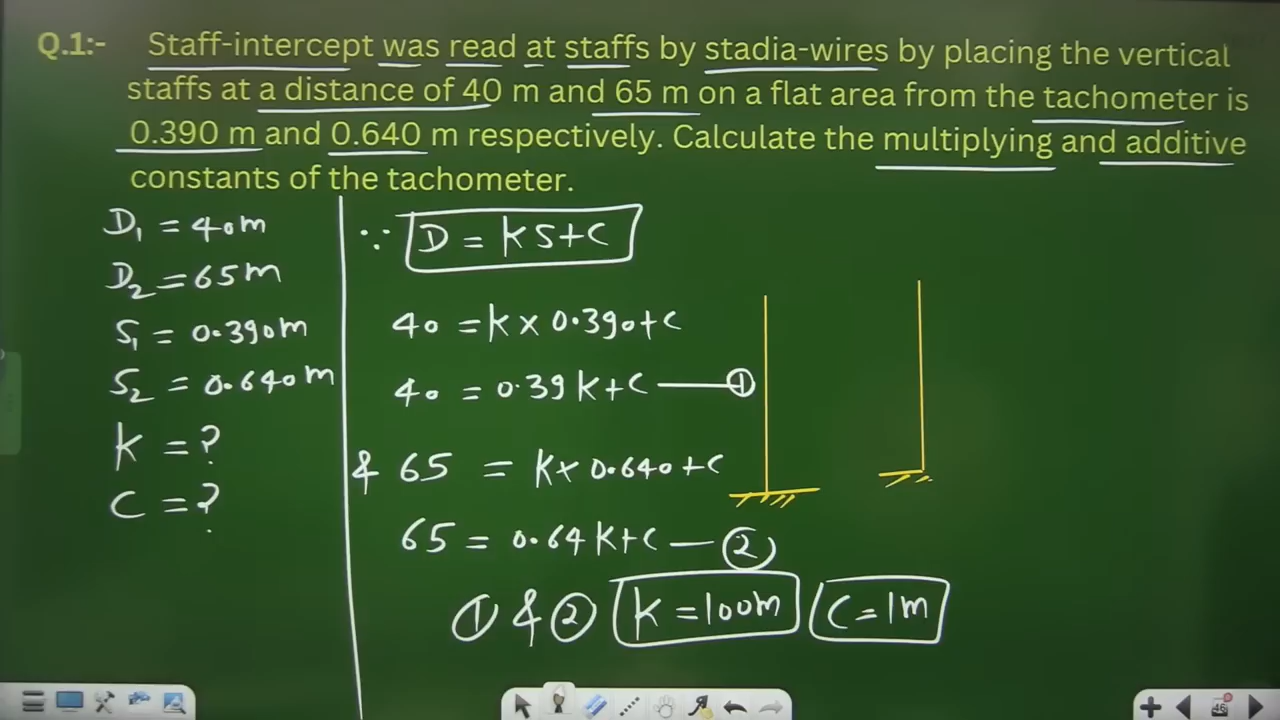 Q.1:- Staff-intercept was read at staffs by stadia-wires by placing the vertical
staffs at a distance of 40 m and 65 m on a flat area from the tachometer is
0.390 m and 0.640 m respectively. Calculate the multiplying and additive
constants of the tachometer.
D₁ = 40m
D₂ = 65m
S₁ = 0.390m
S₂ = 0.640m
K = ?
C = ?
∵ D = KS+C
40 = K x 0.390+C
40 = 0.39K+C — ①
& 65 = Kx 0.640+C
65 = 0.64K+C — ②
① & ② K = 100m C = 1m
46